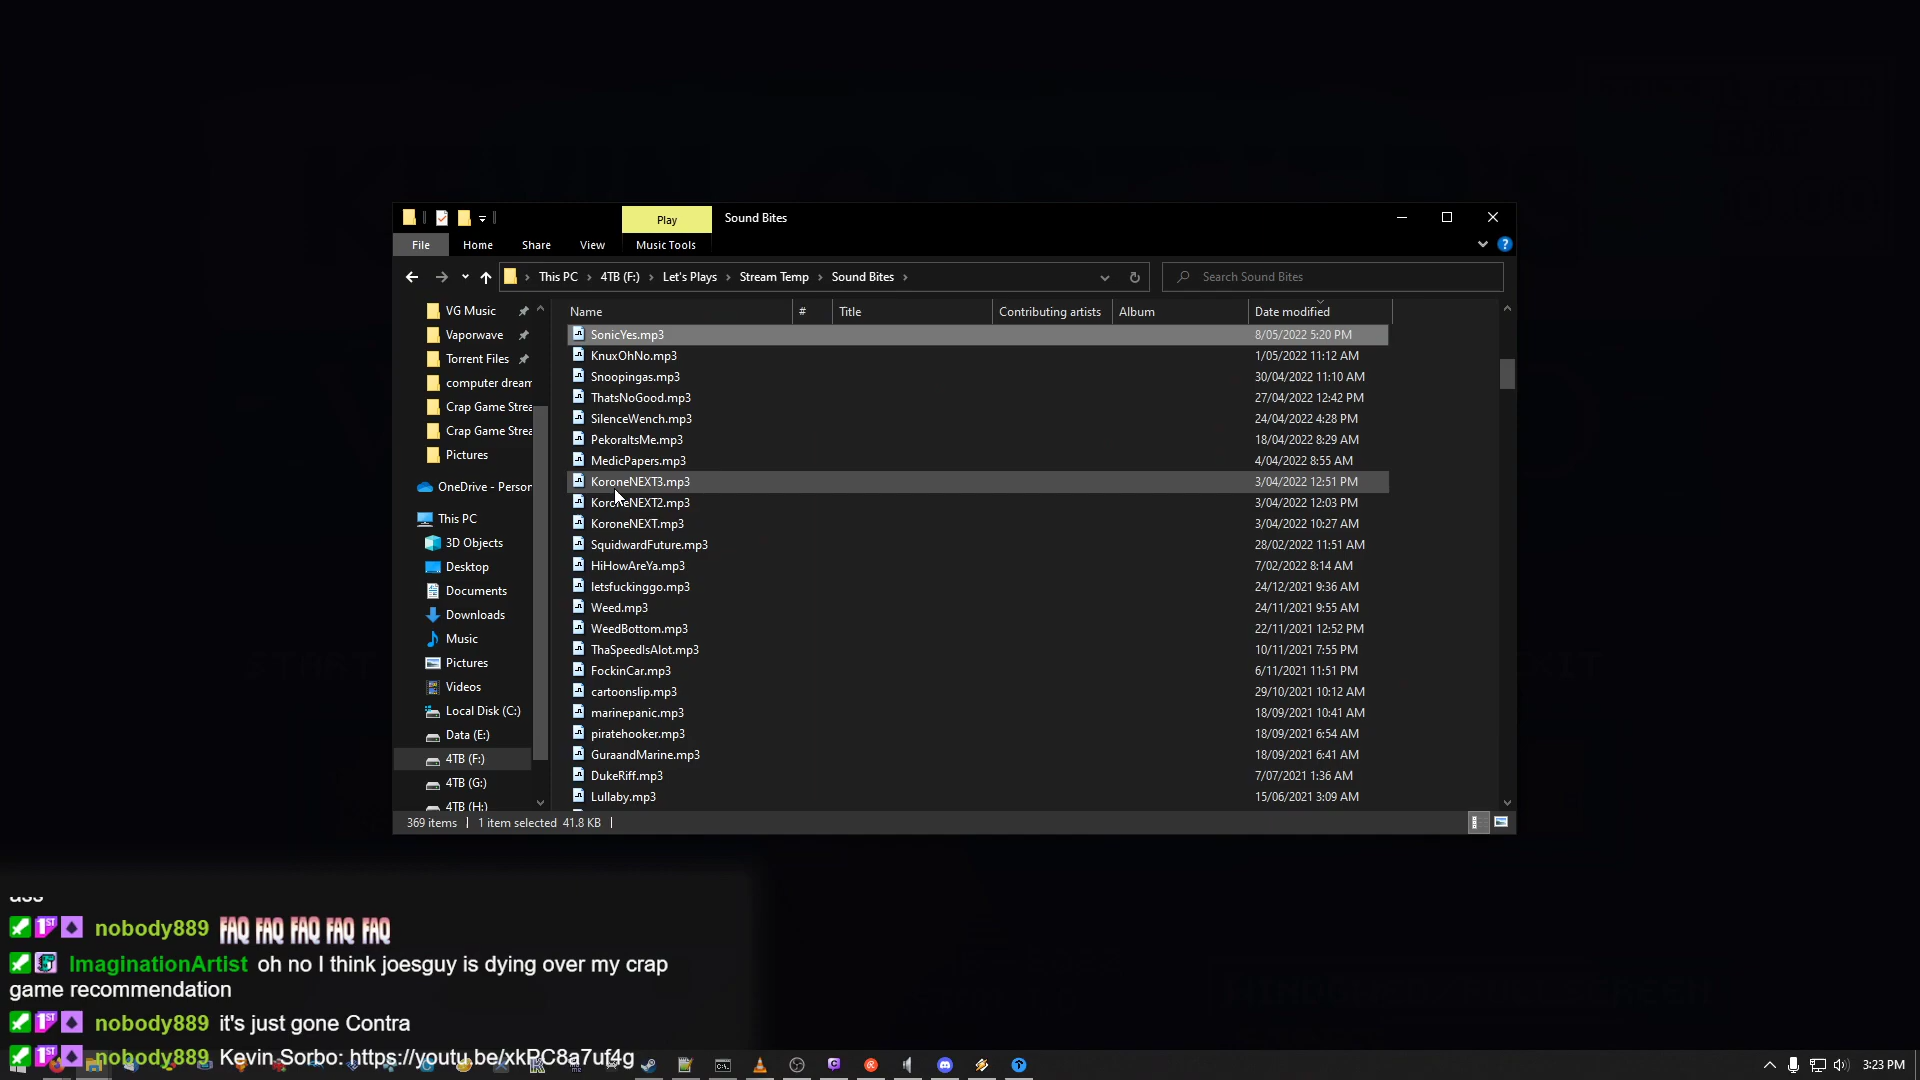 Play
Sound Bites
File
Home
Share
View
Music Tools
This PC
4TB (F:)
Let's Plays
Stream Temp
Sound Bites
Search Sound Bites
Name
#
Title
Contributing artists
Album
Date modified
VG Music
Vaporwave
Torrent Files
computer dream
Crap Game Strea
Crap Game Strea
Pictures
OneDrive - Person
This PC
3D Objects
Desktop
Documents
Downloads
Music
Pictures
Videos
Local Disk (C:)
Data (E:)
4TB (F:)
4TB (G:)
4TB (H:)
SonicYes.mp3 8/05/2022 5:20 PM
KnuxOhNo.mp3 1/05/2022 11:12 AM
Snoopingas.mp3 30/04/2022 11:10 AM
ThatsNoGood.mp3 27/04/2022 12:42 PM
SilenceWench.mp3 24/04/2022 4:28 PM
PekoraItsMe.mp3 18/04/2022 8:29 AM
MedicPapers.mp3 4/04/2022 8:55 AM
KoroneNEXT3.mp3 3/04/2022 12:51 PM
KoroneNEXT2.mp3 3/04/2022 12:03 PM
KoroneNEXT.mp3 3/04/2022 10:27 AM
SquidwardFuture.mp3 28/02/2022 11:51 AM
HiHowAreYa.mp3 7/02/2022 8:14 AM
letsfuckinggo.mp3 24/12/2021 9:36 AM
Weed.mp3 24/11/2021 9:55 AM
WeedBottom.mp3 22/11/2021 12:52 PM
ThaSpeedIsAlot.mp3 10/11/2021 7:55 PM
FockinCar.mp3 6/11/2021 11:51 PM
cartoonslip.mp3 29/10/2021 10:12 AM
marinepanic.mp3 18/09/2021 10:41 AM
piratehooker.mp3 18/09/2021 6:54 AM
GuraandMarine.mp3 18/09/2021 6:41 AM
DukeRiff.mp3 7/07/2021 1:36 AM
Lullaby.mp3 15/06/2021 3:09 AM
369 items
1 item selected 41.8 KB
ass
nobody889 FAQ FAQ FAQ FAQ FAQ
ImaginationArtist oh no I think joesguy is dying over my crap
game recommendation
nobody889 it's just gone Contra
nobody889 Kevin Sorbo: https://youtu.be/xkPC8a7uf4g
3:23 PM